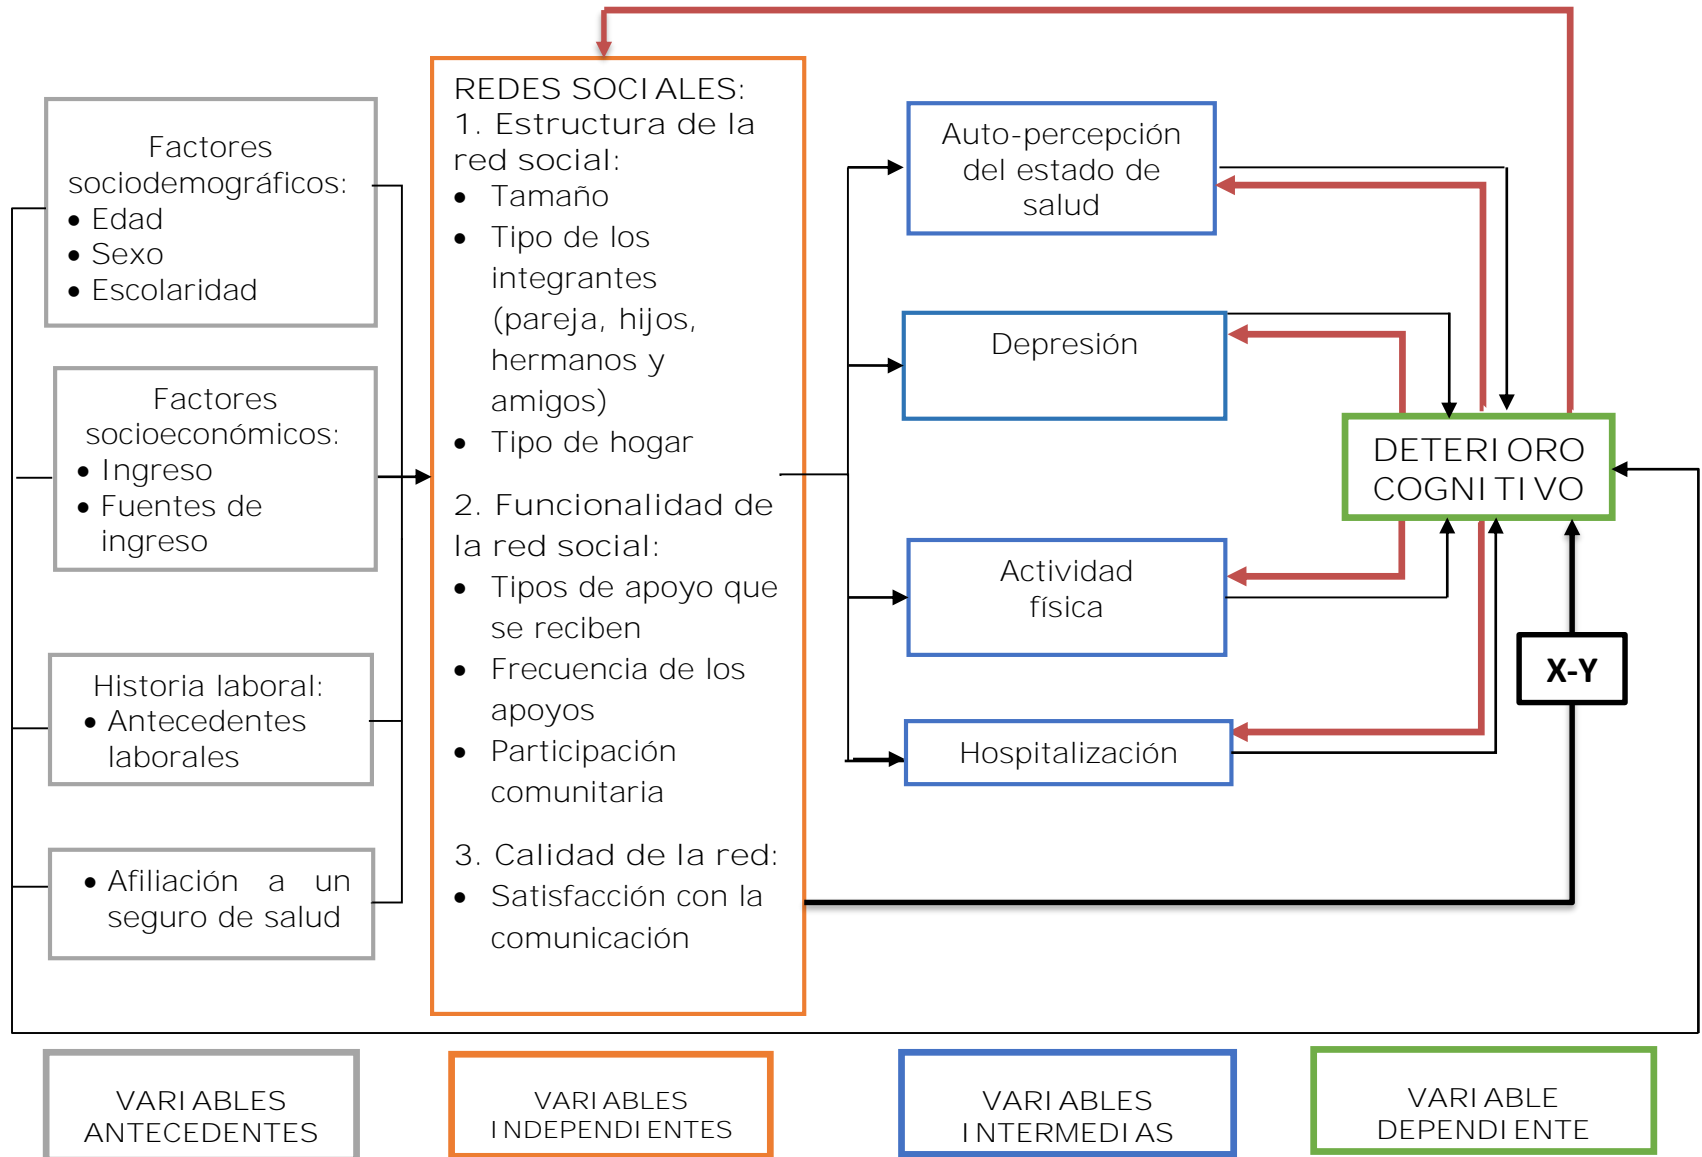 Factores
sociodemográficos:
• Edad
• Sexo
• Escolaridad
Factores
socioeconómicos:
• Ingreso
• Fuentes de
ingreso
Historia laboral:
• Antecedentes
laborales
• Afiliación a un
seguro de salud
REDES SOCIALES:
1. Estructura de la
red social:
• Tamaño
• Tipo de los
integrantes
(pareja, hijos,
hermanos y
amigos)
• Tipo de hogar
2. Funcionalidad de
la red social:
• Tipos de apoyo que
se reciben
• Frecuencia de los
apoyos
• Participación
comunitaria
3. Calidad de la red:
• Satisfacción con la
comunicación
Auto-percepción
del estado de
salud
Depresión
Actividad
física
Hospitalización
DETERIORO
COGNITIVO
X-Y
VARIABLES
ANTECEDENTES
VARIABLES
INDEPENDIENTES
VARIABLES
INTERMEDIAS
VARIABLE
DEPENDIENTE